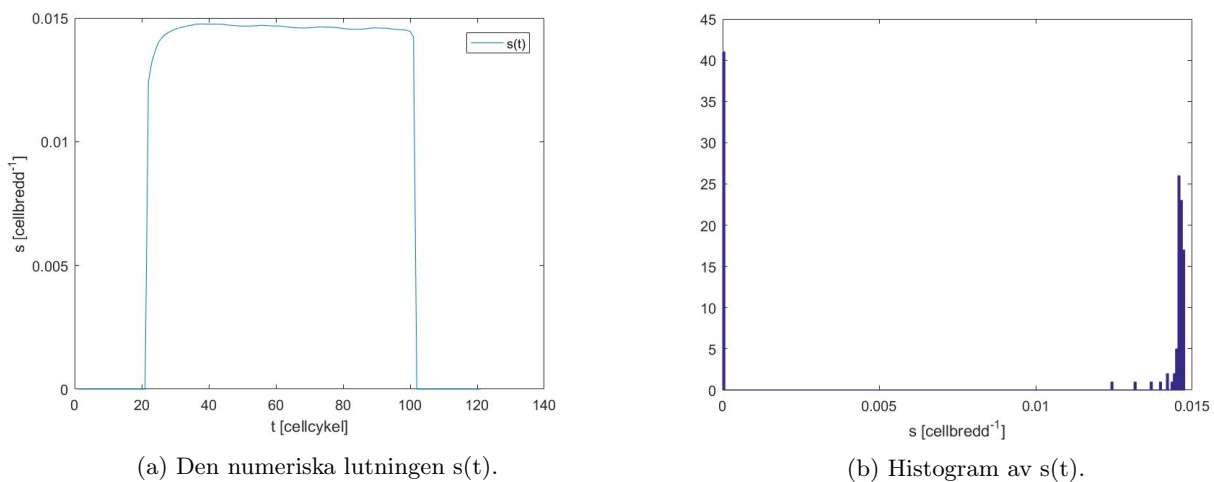 0.015
0.01
0.005
0
s [cellbredd⁻¹]
s(t)
0 20 40 60 80 100 120 140
t [cellcykel]
(a) Den numeriska lutningen s(t).
45
40
35
30
25
20
15
10
5
0
0 0.005 0.01 0.015
s [cellbredd⁻¹]
(b) Histogram av s(t).